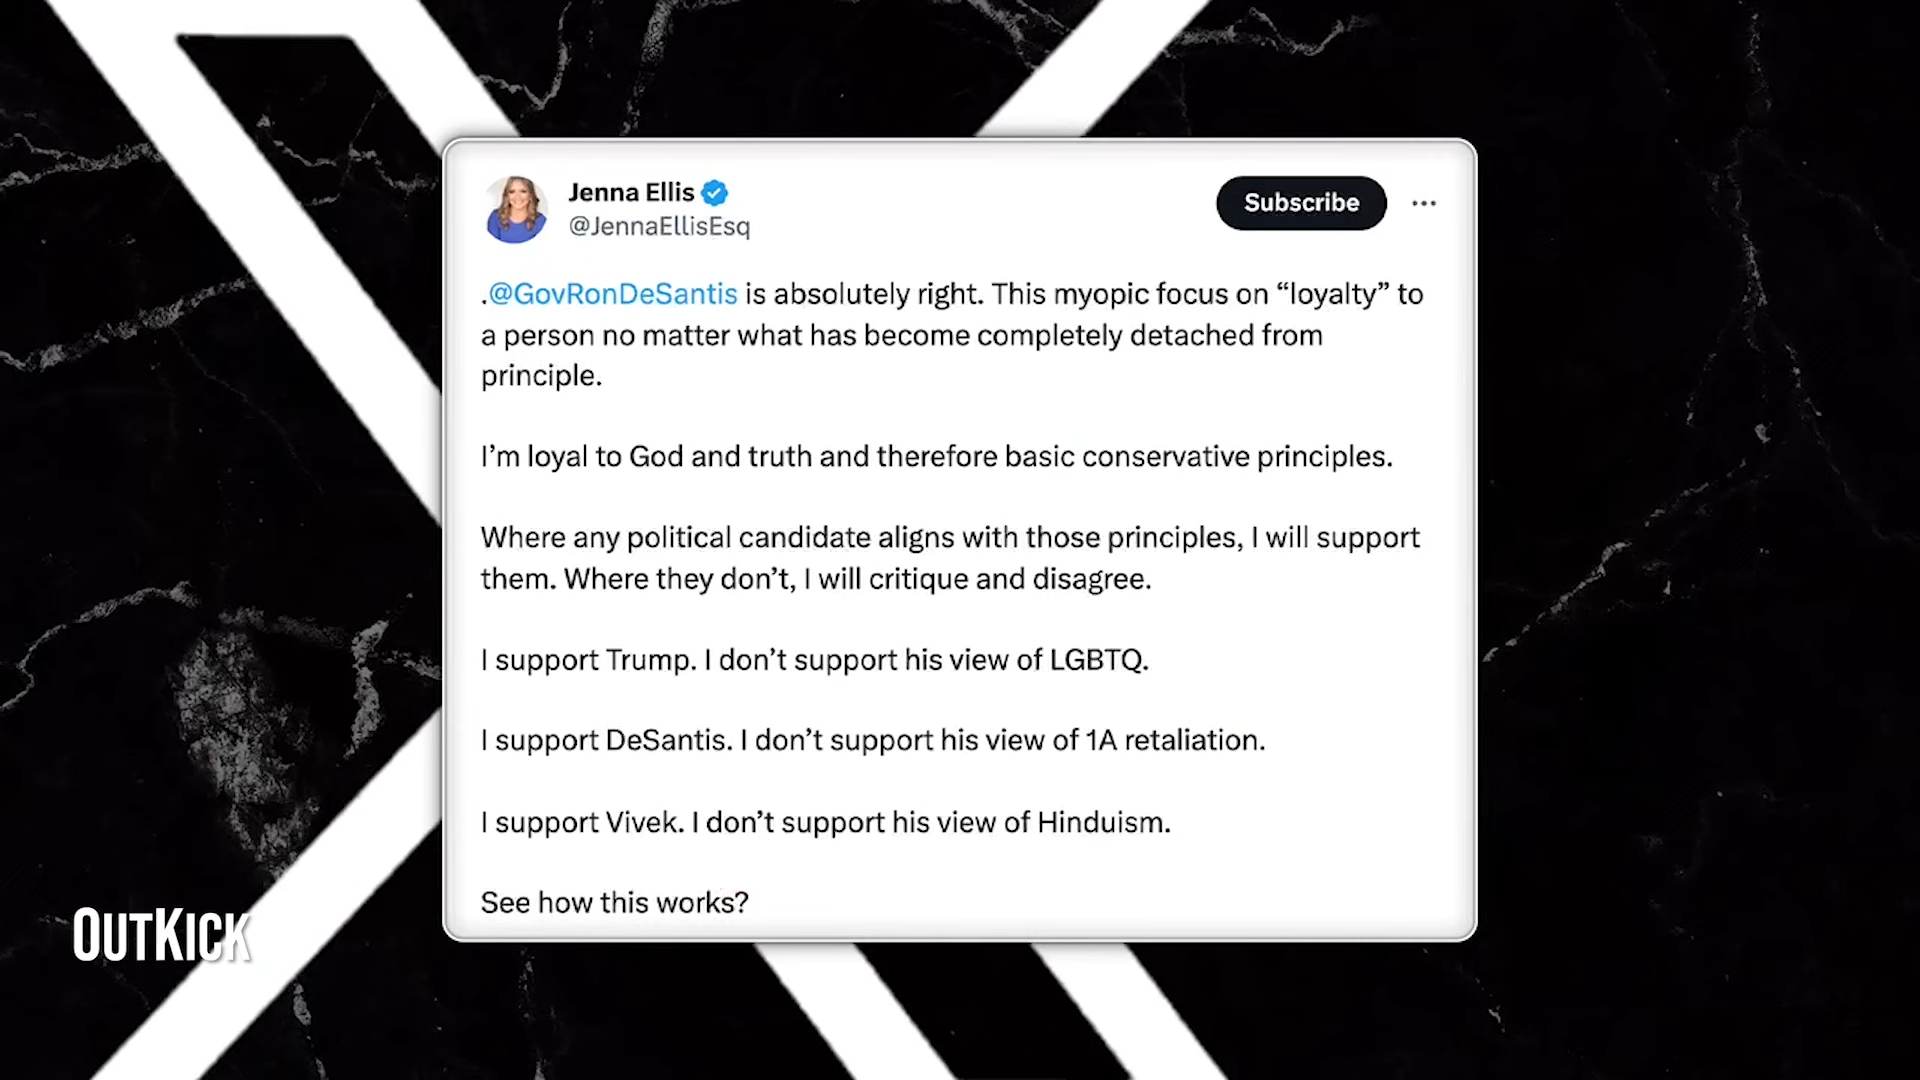 Jenna Ellis
@JennaEllisEsq
Subscribe
.@GovRonDeSantis is absolutely right. This myopic focus on “loyalty” to
a person no matter what has become completely detached from
principle.
I’m loyal to God and truth and therefore basic conservative principles.
Where any political candidate aligns with those principles, I will support
them. Where they don’t, I will critique and disagree.
I support Trump. I don’t support his view of LGBTQ.
I support DeSantis. I don’t support his view of 1A retaliation.
I support Vivek. I don’t support his view of Hinduism.
See how this works?
OUTKICK